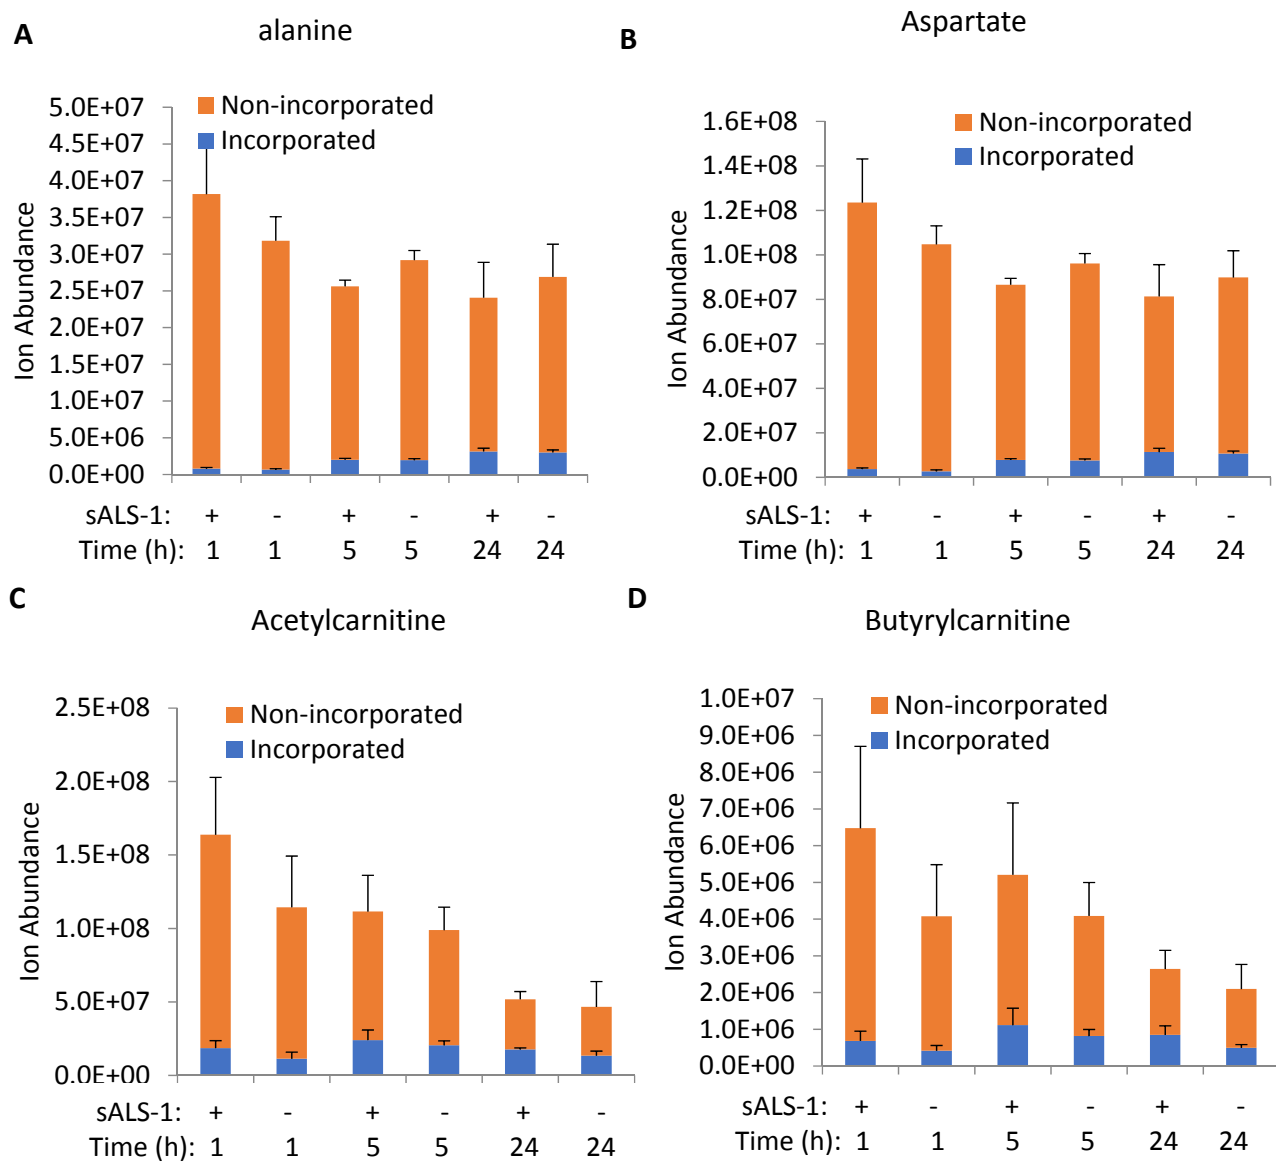 A
alanine
Non-incorporated
Incorporated
5.0E+07
4.5E+07
4.0E+07
3.5E+07
3.0E+07
2.5E+07
2.0E+07
1.5E+07
1.0E+07
5.0E+06
0.0E+00
Ion Abundance
sALS-1: + - + - + -
Time (h): 1 1 5 5 24 24
B
Aspartate
Non-incorporated
Incorporated
1.6E+08
1.4E+08
1.2E+08
1.0E+08
8.0E+07
6.0E+07
4.0E+07
2.0E+07
0.0E+00
Ion Abundance
sALS-1: + - + - + -
Time (h): 1 1 5 5 24 24
C
Acetylcarnitine
Non-incorporated
Incorporated
2.5E+08
2.0E+08
1.5E+08
1.0E+08
5.0E+07
0.0E+00
Ion Abundance
sALS-1: + - + - + -
Time (h): 1 1 5 5 24 24
D
Butyrylcarnitine
Non-incorporated
Incorporated
1.0E+07
9.0E+06
8.0E+06
7.0E+06
6.0E+06
5.0E+06
4.0E+06
3.0E+06
2.0E+06
1.0E+06
0.0E+00
Ion Abundance
sALS-1: + - + - + -
Time (h): 1 1 5 5 24 24